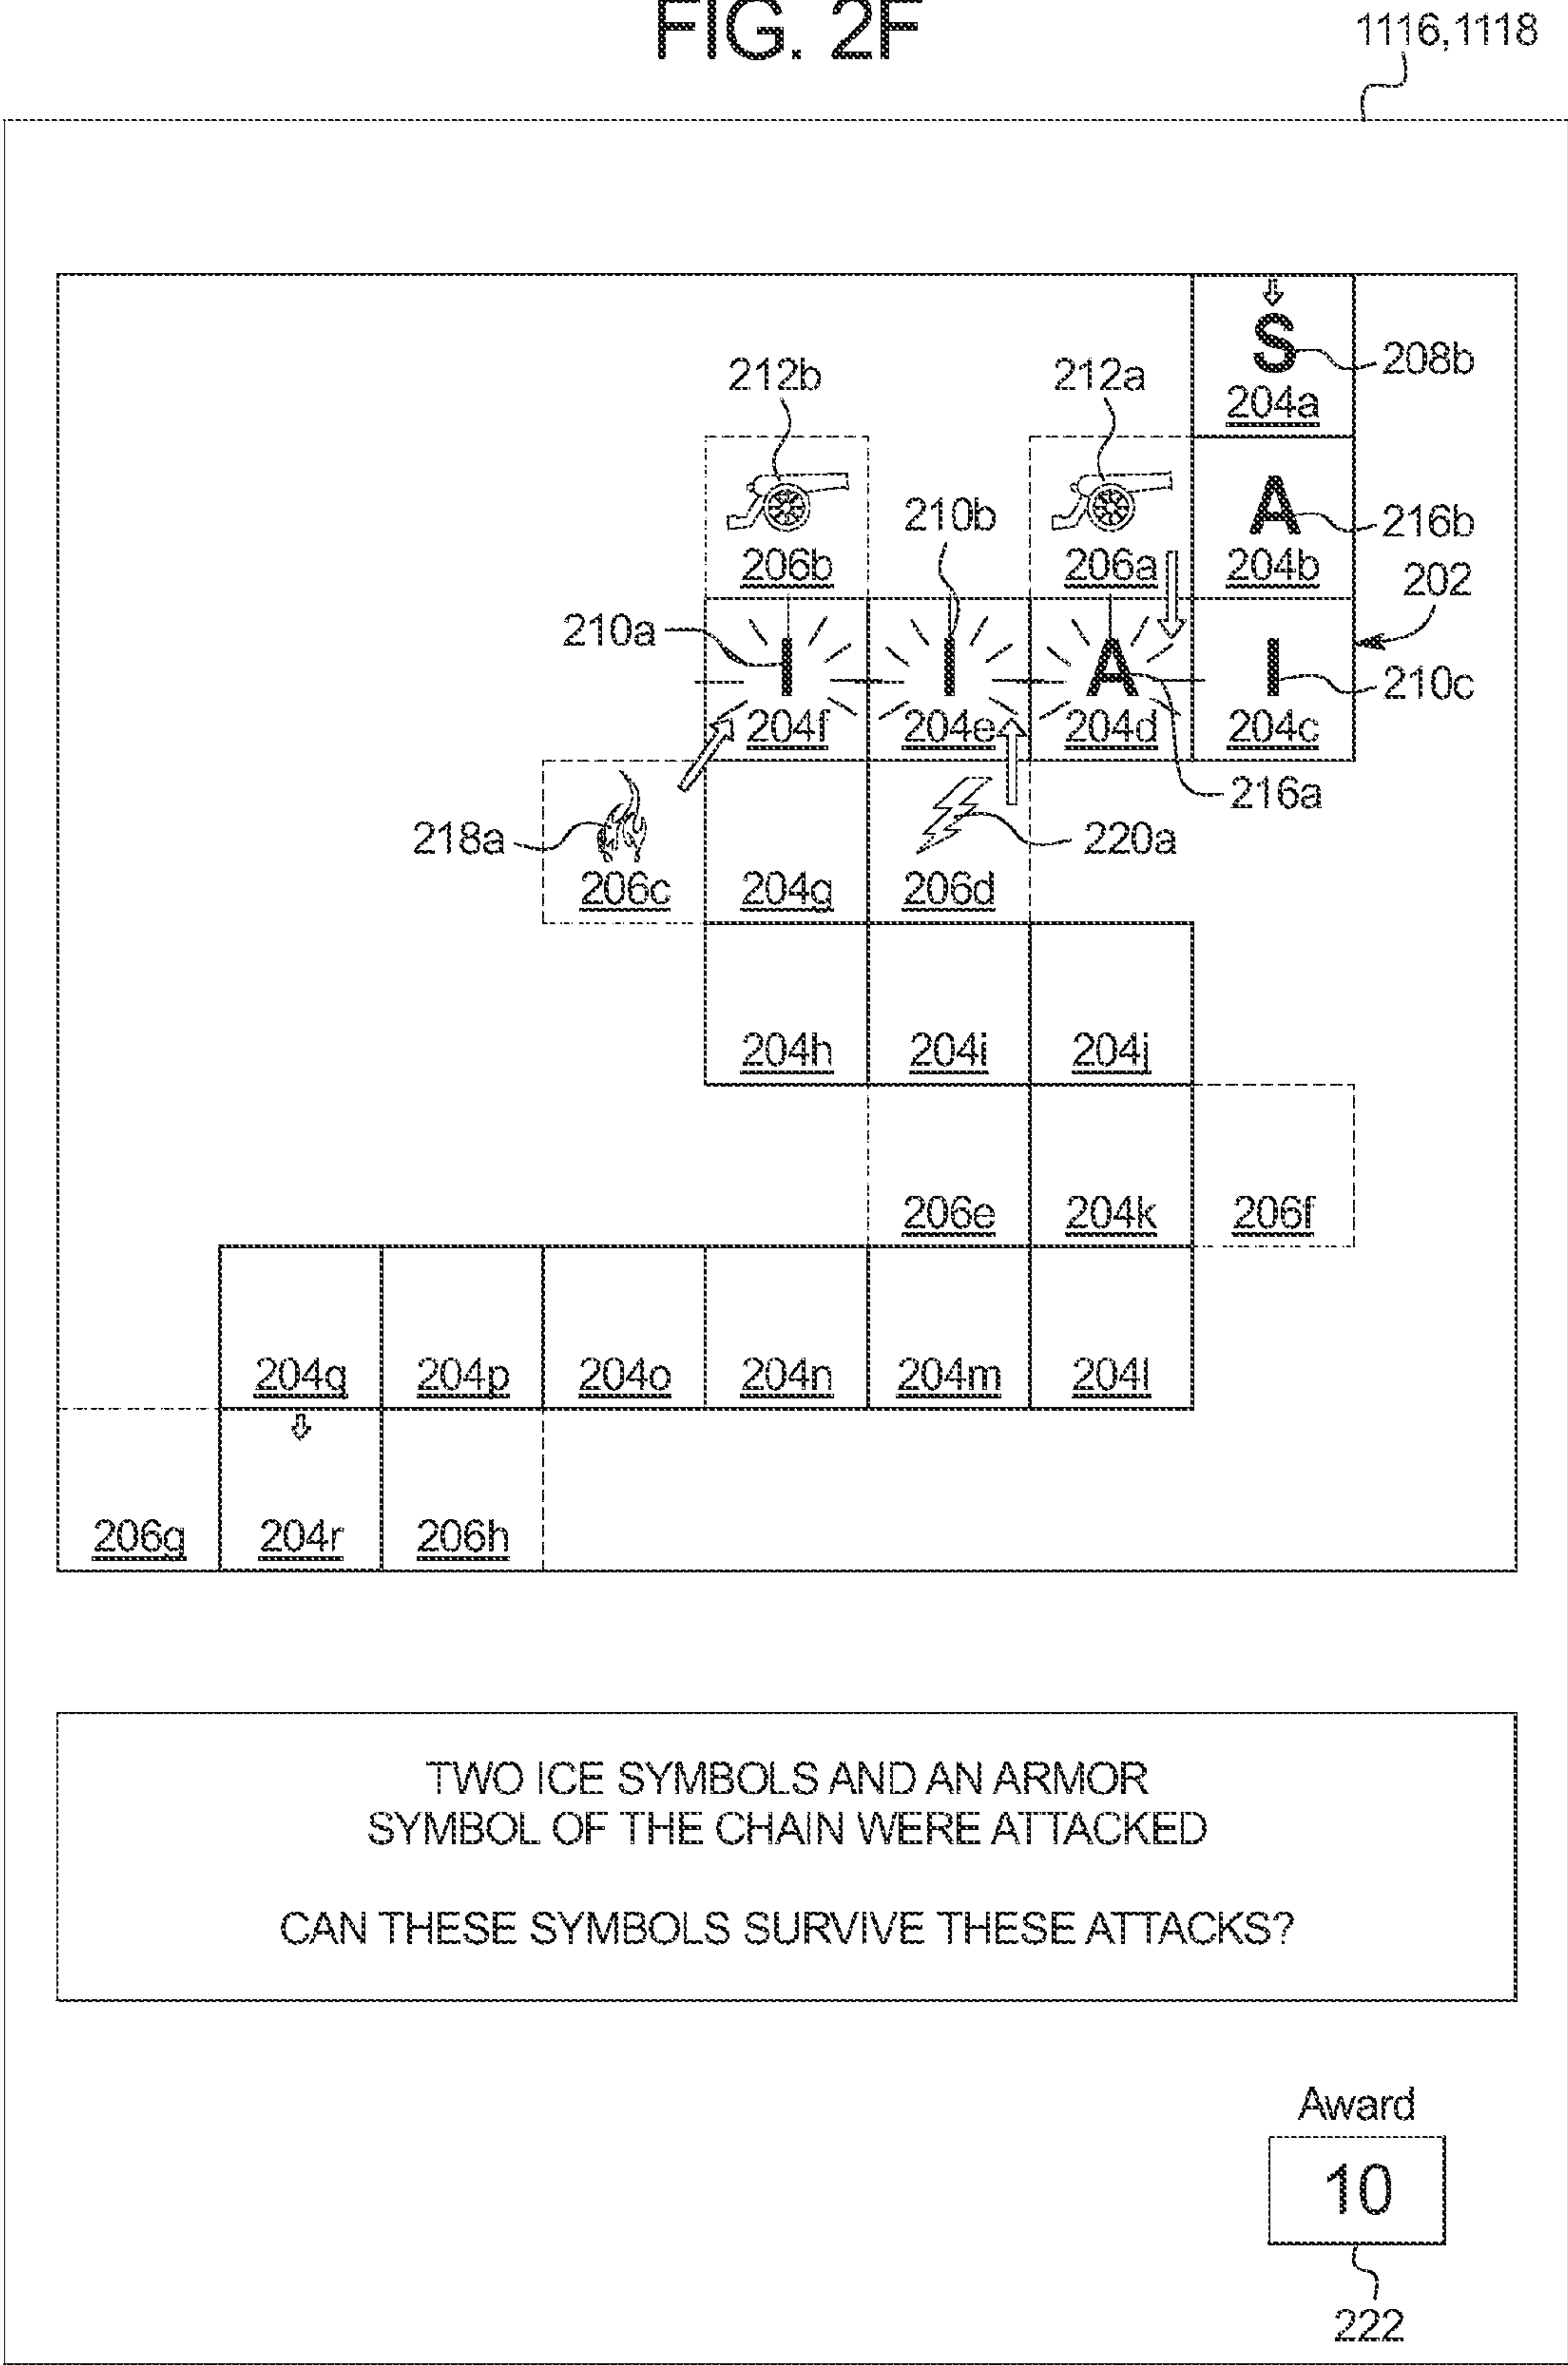 FIG. 2F
1116,1118
S
208b
204a
212b
212a
A
216b
210b
206b
206a
204b
202
210a
I
I
A
I
210c
204f
204e
204d
204c
216a
218a
220a
206c
204g
206d
204h
204i
204j
206e
204k
206f
204q
204p
204o
204n
204m
204l
206g
204r
206h
TWO ICE SYMBOLS AND AN ARMOR
SYMBOL OF THE CHAIN WERE ATTACKED
CAN THESE SYMBOLS SURVIVE THESE ATTACKS?
Award
10
222